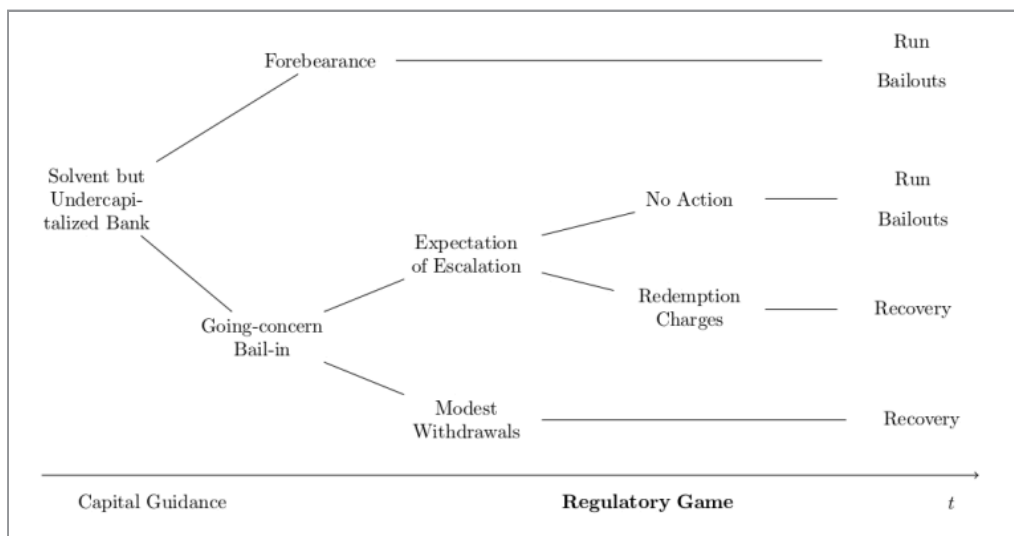 Forebearance
Run
Bailouts
Solvent but
Undercapi-
talized Bank
No Action
Run
Bailouts
Expectation
of Escalation
Redemption
Charges
Recovery
Going-concern
Bail-in
Modest
Withdrawals
Recovery
Capital Guidance
Regulatory Game
t